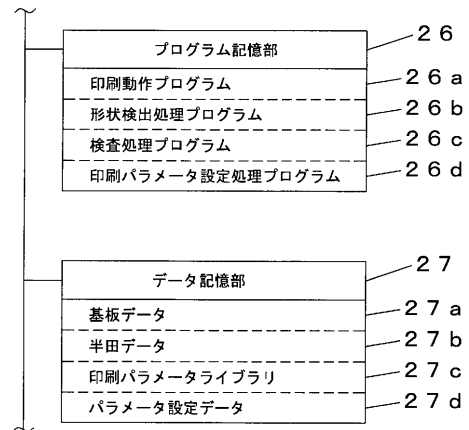 プログラム記憶部 26
印刷動作プログラム 26a
形状検出処理プログラム 26b
検査処理プログラム 26c
印刷パラメータ設定処理プログラム 26d
データ記憶部 27
基板データ 27a
半田データ 27b
印刷パラメータライブラリ 27c
パラメータ設定データ 27d